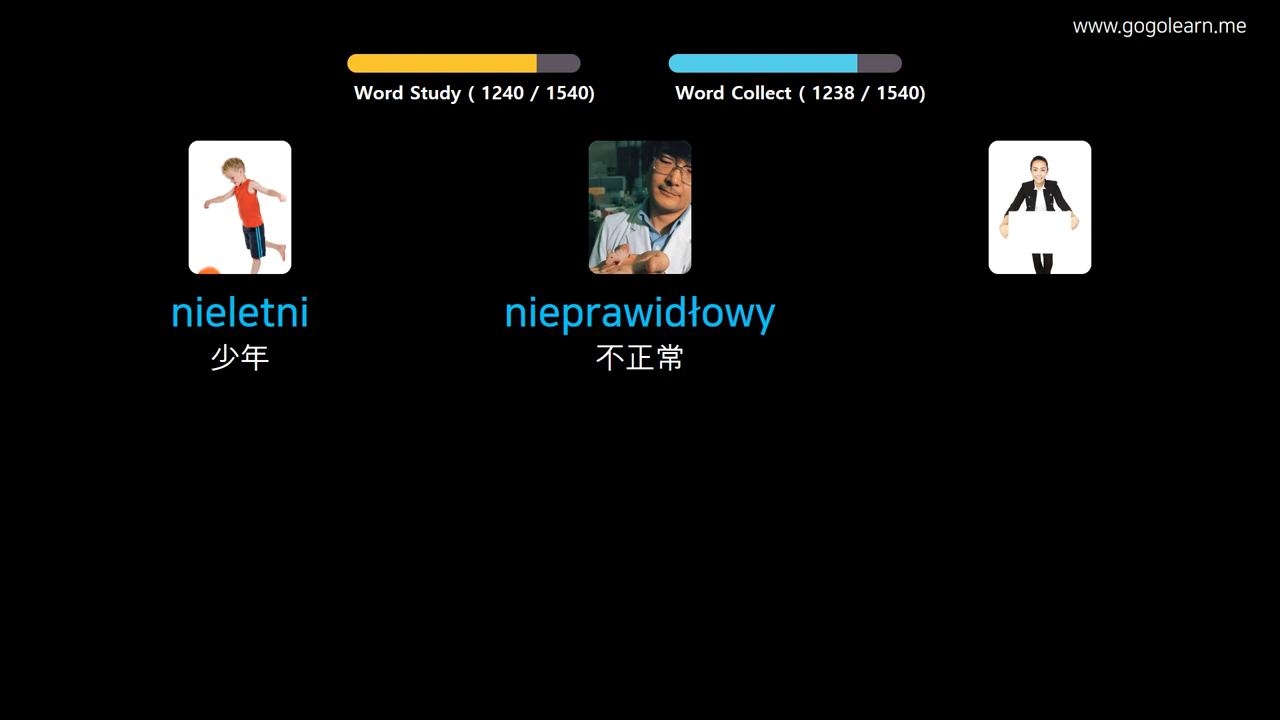 www.gogolearn.me
Word Study ( 1240 / 1540)
Word Collect ( 1238 / 1540)
nieletni
少年
nieprawidłowy
不正常